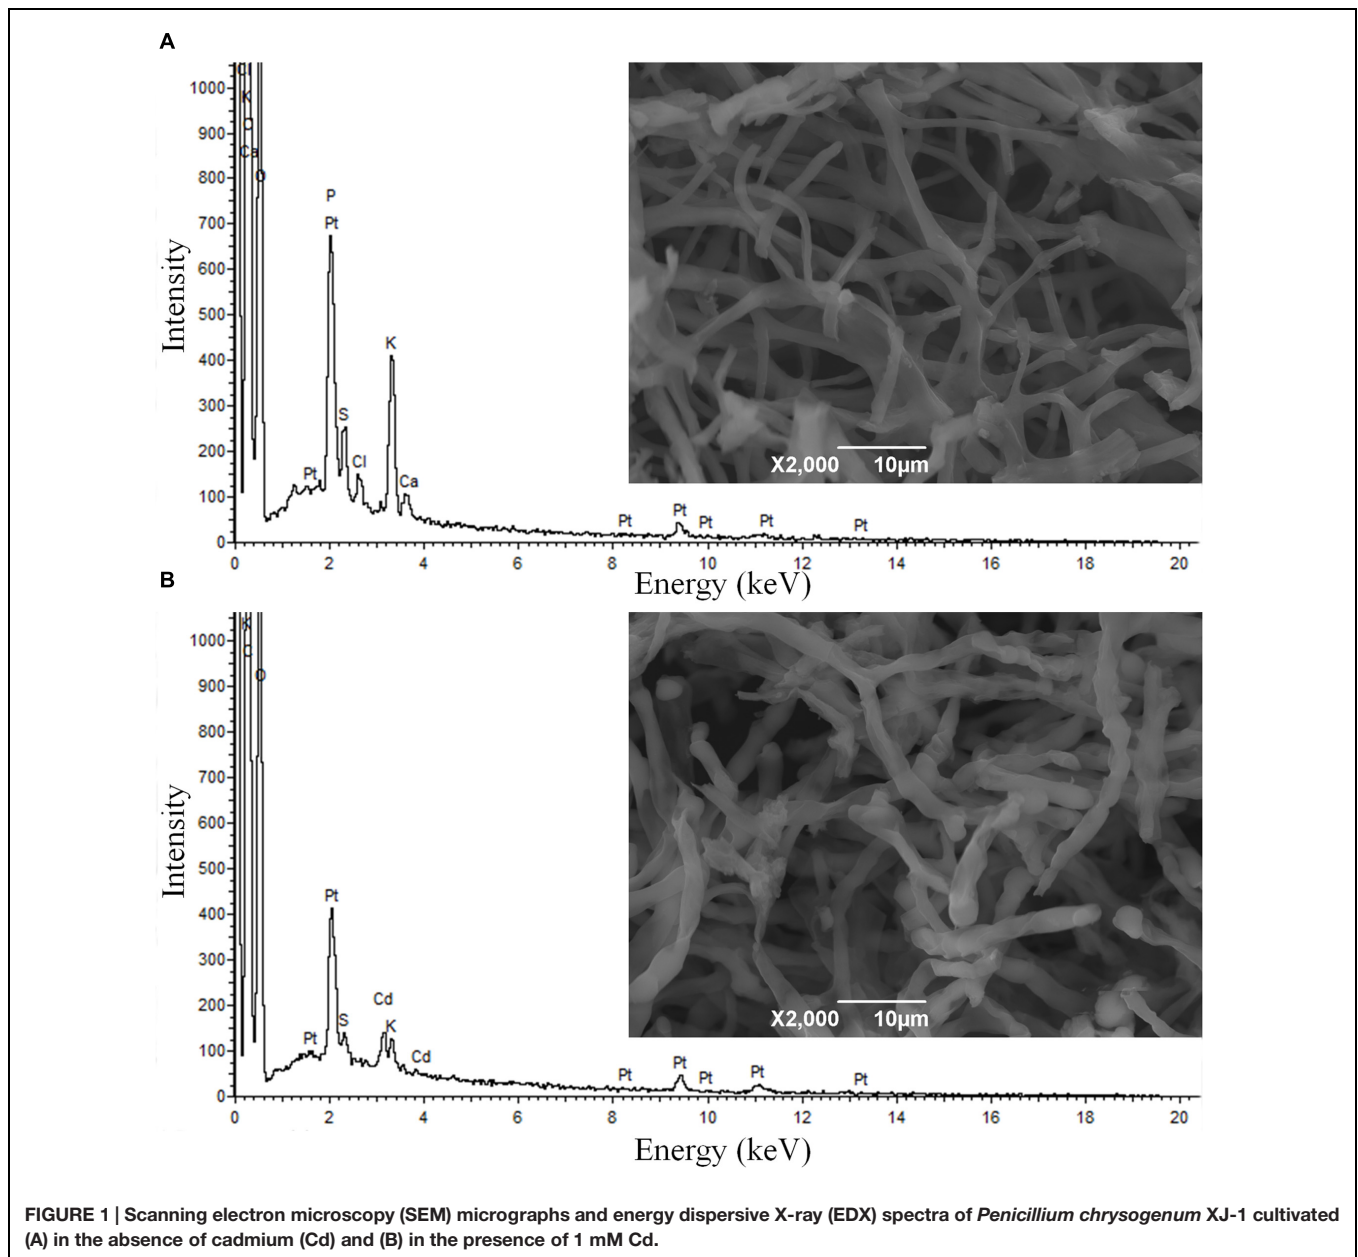 A
Intensity
1000
900
800
700
600
500
400
300
200
100
0
Cl
K
C
Ca
O
P
Pt
K
S
Cl
Pt
Ca
Pt
Pt
Pt
Pt
Pt
X2,000 10µm
0 2 4 6 8 10 12 14 16 18 20
Energy (keV)
B
Intensity
1000
900
800
700
600
500
400
300
200
100
0
K
C
O
Pt
Cd
S
K
Pt
Cd
Pt
Pt
Pt
Pt
Pt
X2,000 10µm
0 2 4 6 8 10 12 14 16 18 20
Energy (keV)
FIGURE 1 | Scanning electron microscopy (SEM) micrographs and energy dispersive X-ray (EDX) spectra of Penicillium chrysogenum XJ-1 cultivated
(A) in the absence of cadmium (Cd) and (B) in the presence of 1 mM Cd.